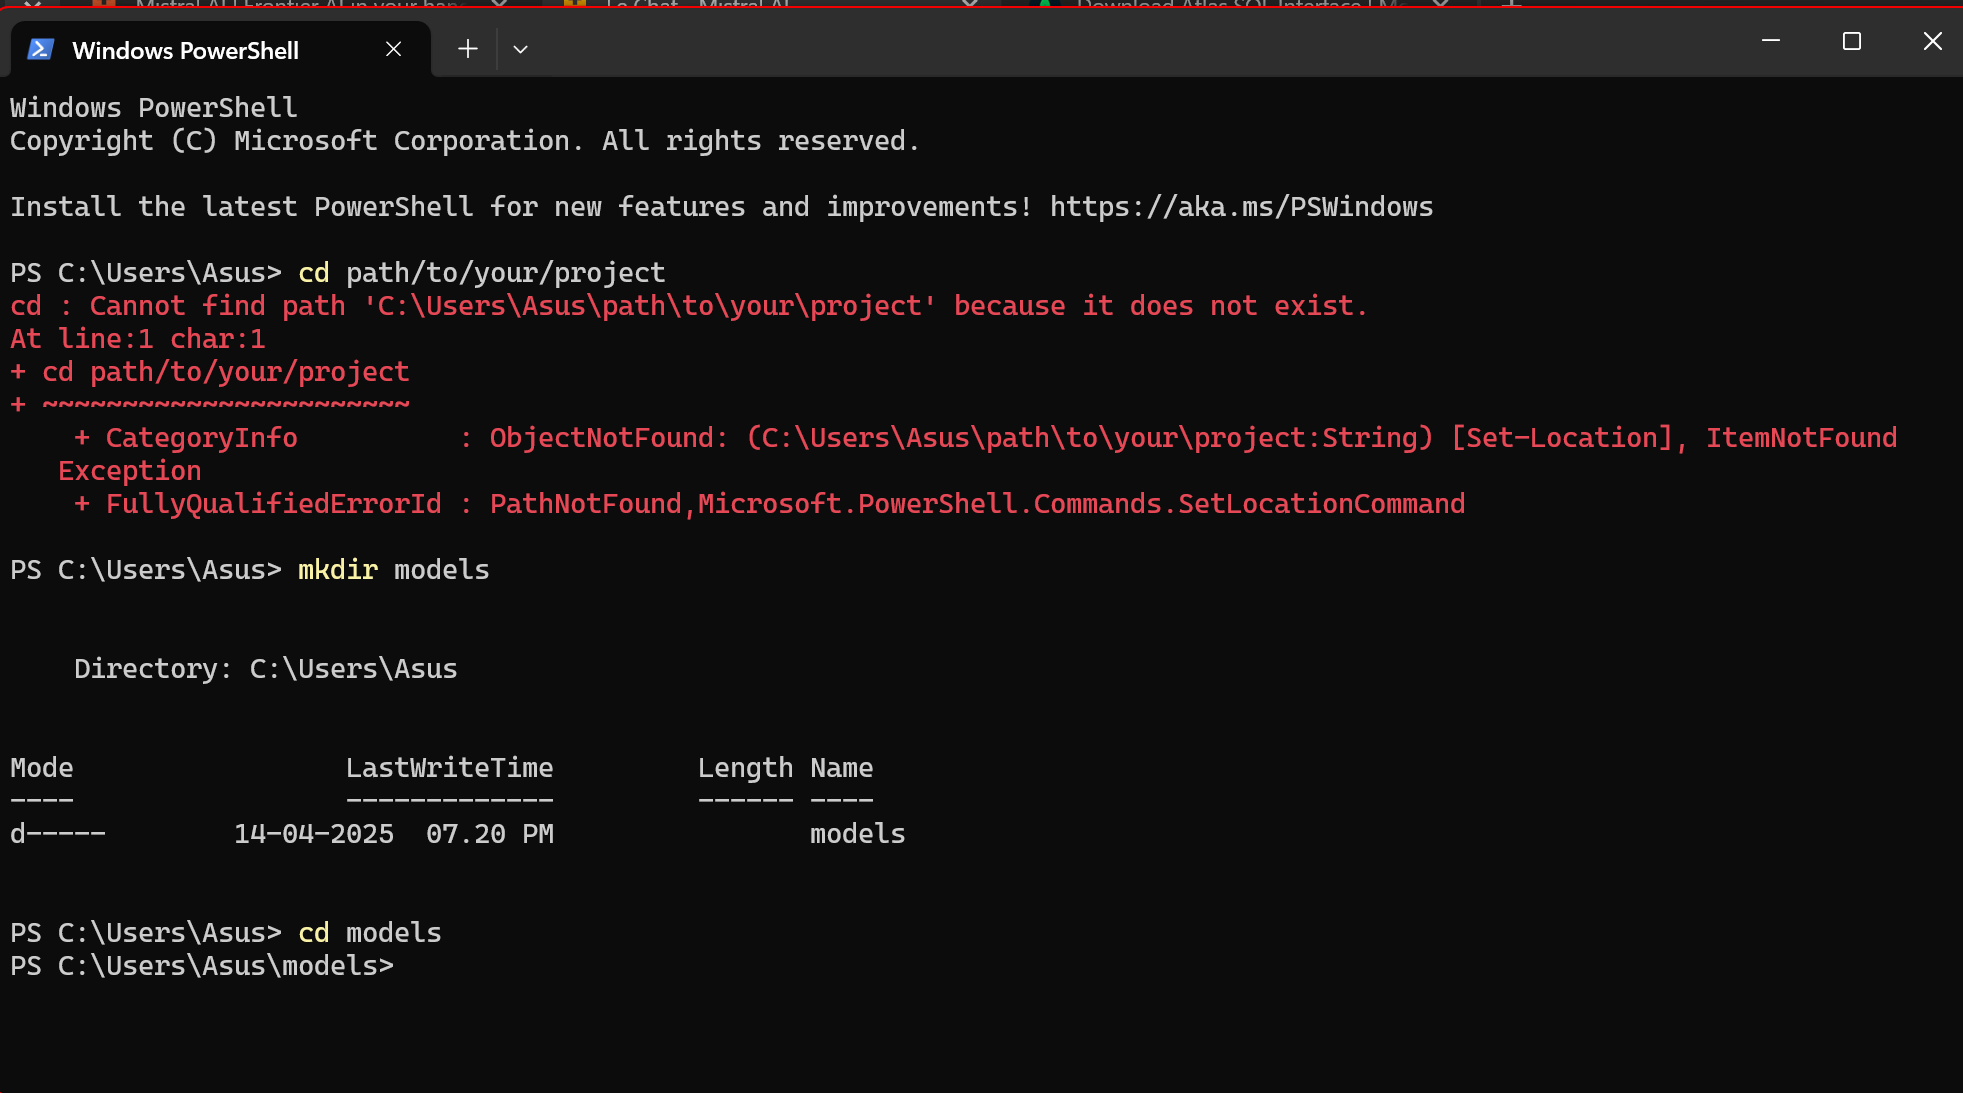 Windows PowerShell
Windows PowerShell
Copyright (C) Microsoft Corporation. All rights reserved.
Install the latest PowerShell for new features and improvements! https://aka.ms/PSWindows
PS C:\Users\Asus> cd path/to/your/project
cd : Cannot find path 'C:\Users\Asus\path\to\your\project' because it does not exist.
At line:1 char:1
+ cd path/to/your/project
+ ~~~~~~~~~~~~~~~~~~~~~~~
    + CategoryInfo          : ObjectNotFound: (C:\Users\Asus\path\to\your\project:String) [Set-Location], ItemNotFound
   Exception
    + FullyQualifiedErrorId : PathNotFound,Microsoft.PowerShell.Commands.SetLocationCommand
PS C:\Users\Asus> mkdir models
    Directory: C:\Users\Asus
Mode                 LastWriteTime         Length Name
----                 -------------         ------ ----
d-----        14-04-2025  07.20 PM                models
PS C:\Users\Asus> cd models
PS C:\Users\Asus\models>